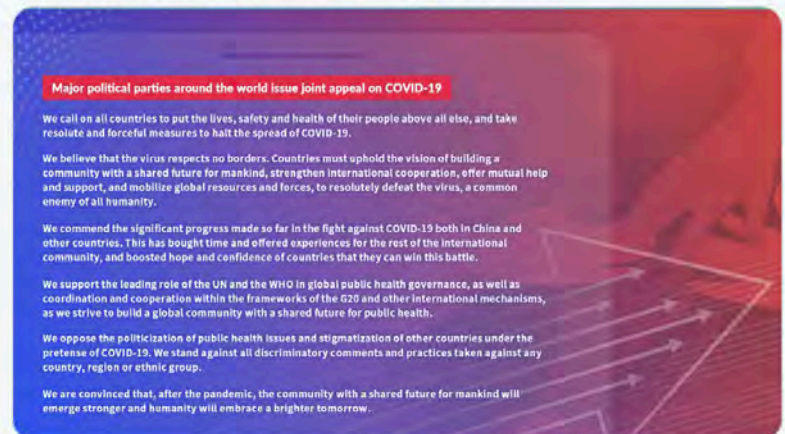 Major political parties around the world issue joint appeal on COVID-19
We call on all countries to put the lives, safety and health of their people above all else, and take
resolute and forceful measures to halt the spread of COVID-19.
We believe that the virus respects no borders. Countries must uphold the vision of building a
community with a shared future for mankind, strengthen international cooperation, offer mutual help
and support, and mobilize global resources and forces, to resolutely defeat the virus, a common
enemy of all humanity.
We commend the significant progress made so far in the fight against COVID-19 both in China and
other countries. This has bought time and offered experiences for the rest of the international
community, and boosted hope and confidence of countries that they can win this battle.
We support the leading role of the UN and the WHO in global public health governance, as well as
coordination and cooperation within the frameworks of the G20 and other international mechanisms,
as we strive to build a global community with a shared future for public health.
We oppose the politicization of public health issues and stigmatization of other countries under the
pretense of COVID-19. We stand against all discriminatory comments and practices taken against any
country, region or ethnic group.
We are convinced that, after the pandemic, the community with a shared future for mankind will
emerge stronger and humanity will embrace a brighter tomorrow.